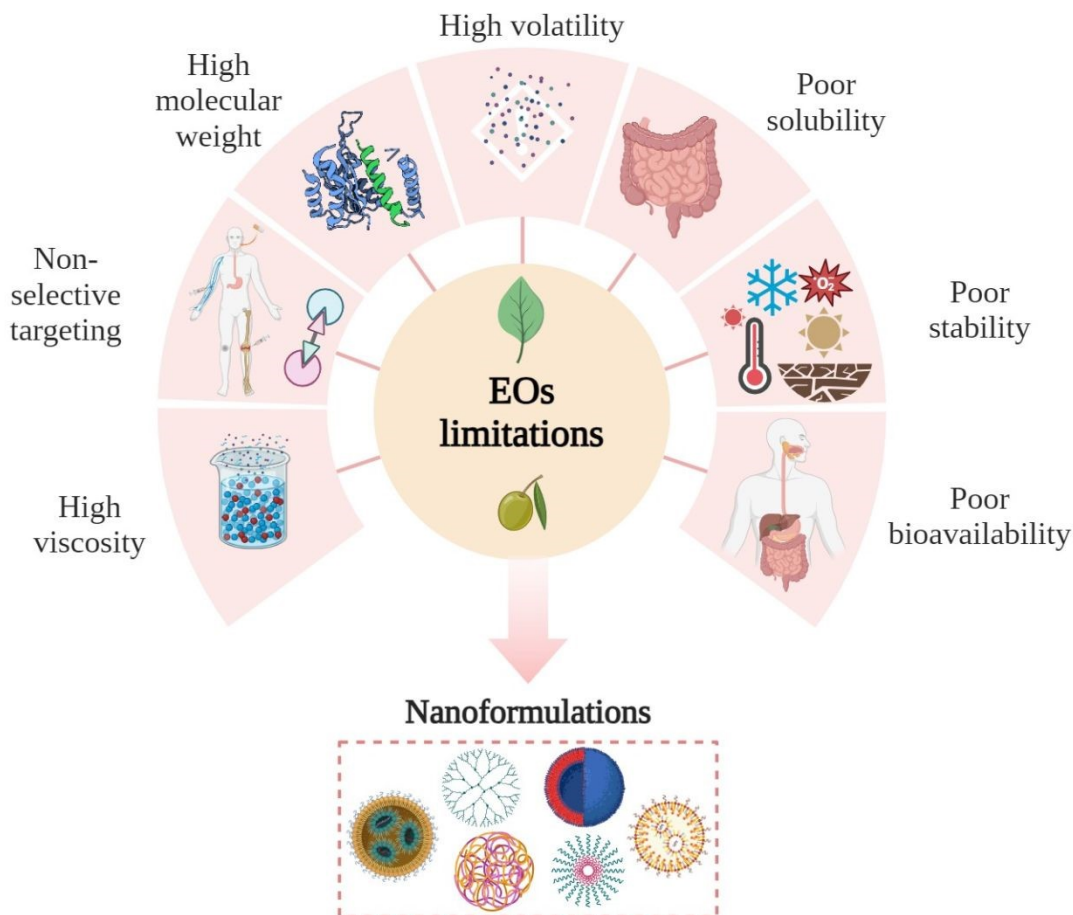 High volatility
High
molecular
weight
Poor
solubility
Non-
selective
targeting
Poor
stability
O₂
EOs
limitations
High
viscosity
Poor
bioavailability
Nanoformulations